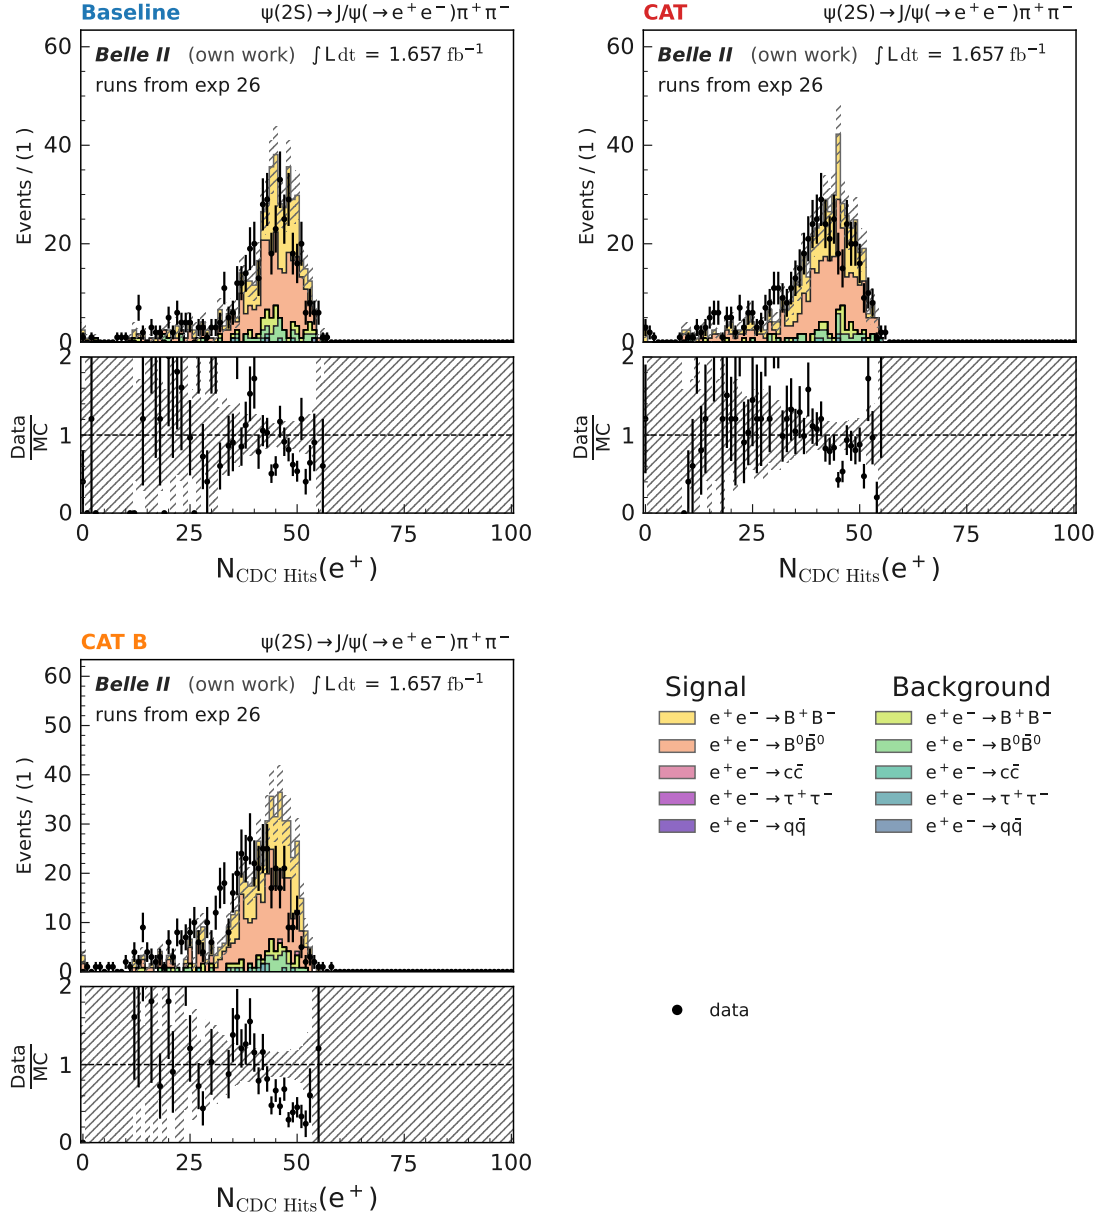 Baseline ψ(2S)→J/ψ(→e⁺e⁻)π⁺π⁻
Belle II (own work) ∫L dt = 1.657 fb⁻¹
runs from exp 26
Events / (1 )
60
40
20
0
Data
MC
2
1
0
0 25 50 75 100
N_CDC Hits(e⁺)
CAT ψ(2S)→J/ψ(→e⁺e⁻)π⁺π⁻
Belle II (own work) ∫L dt = 1.657 fb⁻¹
runs from exp 26
Events / (1 )
60
40
20
0
Data
MC
2
1
0
0 25 50 75 100
N_CDC Hits(e⁺)
CAT B ψ(2S)→J/ψ(→e⁺e⁻)π⁺π⁻
Belle II (own work) ∫L dt = 1.657 fb⁻¹
runs from exp 26
Events / (1 )
60
50
40
30
20
10
0
Data
MC
2
1
0
0 25 50 75 100
N_CDC Hits(e⁺)
Signal
e⁺e⁻→B⁺B⁻
e⁺e⁻→B⁰B̄⁰
e⁺e⁻→cc̄
e⁺e⁻→τ⁺τ⁻
e⁺e⁻→qq̄
Background
e⁺e⁻→B⁺B⁻
e⁺e⁻→B⁰B̄⁰
e⁺e⁻→cc̄
e⁺e⁻→τ⁺τ⁻
e⁺e⁻→qq̄
data